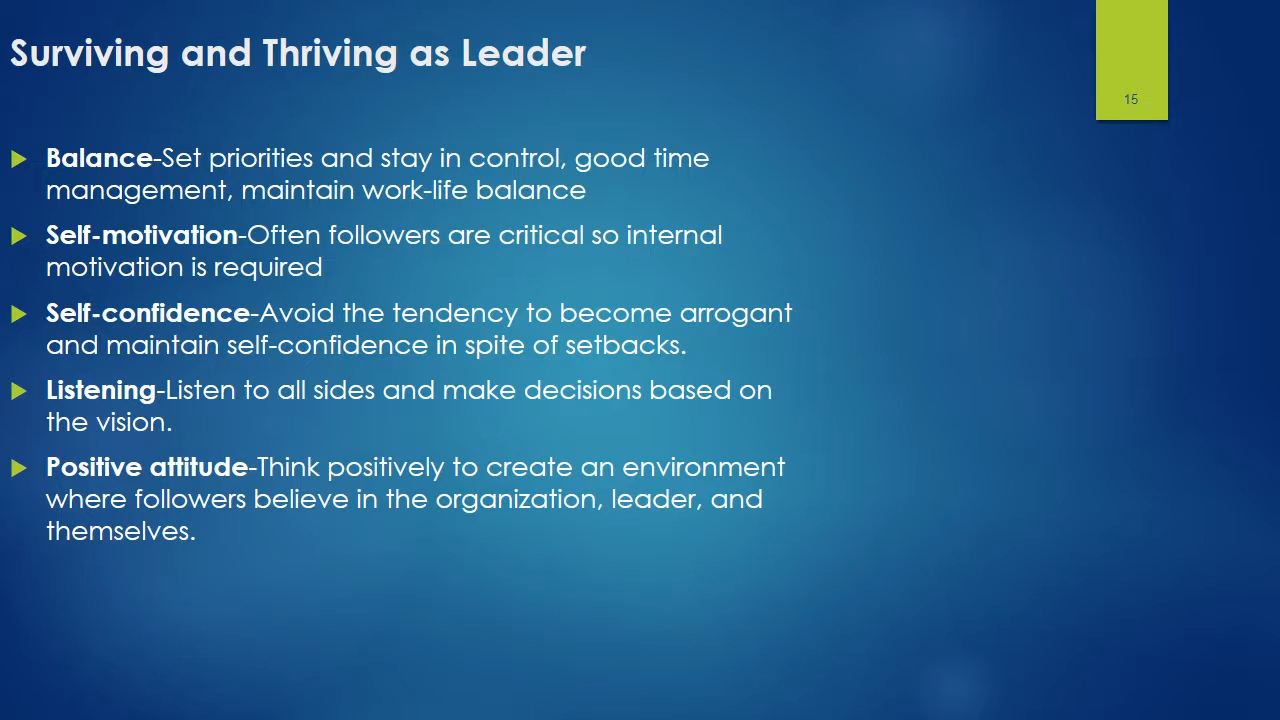 Surviving and Thriving as Leader
15
Balance-Set priorities and stay in control, good time
management, maintain work-life balance
Self-motivation-Often followers are critical so internal
motivation is required
Self-confidence-Avoid the tendency to become arrogant
and maintain self-confidence in spite of setbacks.
Listening-Listen to all sides and make decisions based on
the vision.
Positive attitude-Think positively to create an environment
where followers believe in the organization, leader, and
themselves.